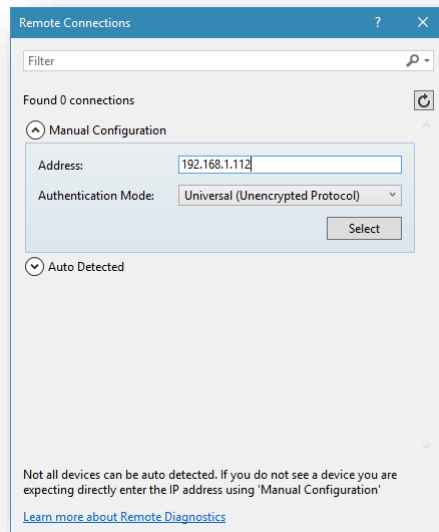 Remote Connections
Filter
Found 0 connections
Manual Configuration
Address: 192.168.1.112
Authentication Mode: Universal (Unencrypted Protocol)
Select
Auto Detected
Not all devices can be auto detected. If you do not see a device you are
expecting directly enter the IP address using 'Manual Configuration'
Learn more about Remote Diagnostics